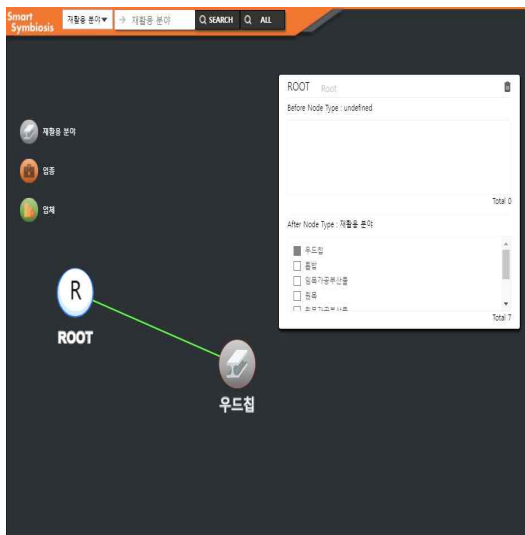 Smart
Symbiosis
재활용 분야▼
재활용 분야
SEARCH
ALL
ROOT Root
Before Node Type : undefined
Total 0
After Node Type : 재활용 분야
우드칩
톱밥
임목가공부산물
원목
Total 7
재활용 분야
업종
업체
R
ROOT
우드칩